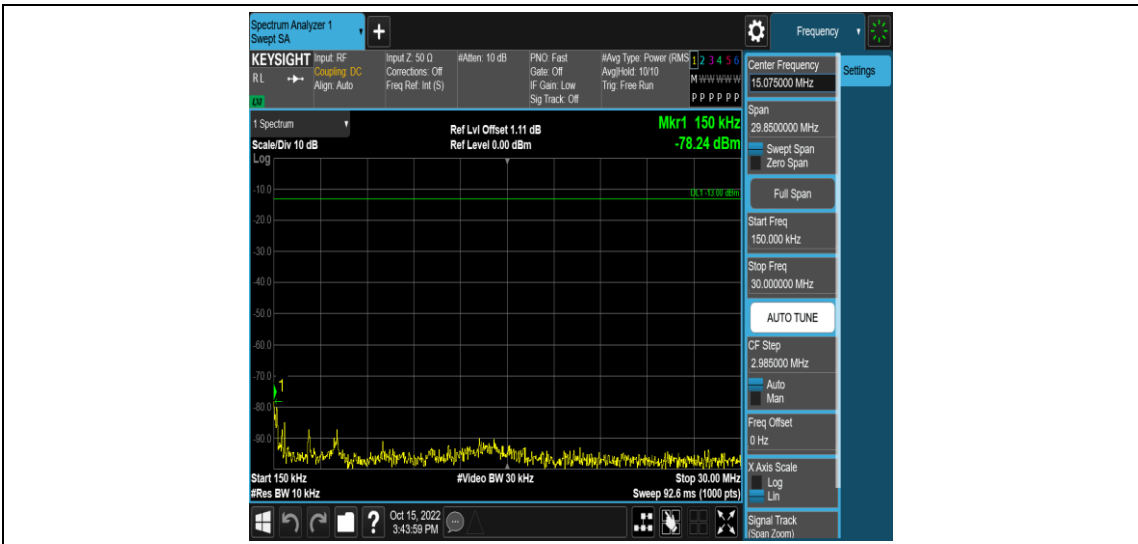 Spectrum Analyzer 1
Swept SA
+
Frequency
KEYSIGHT
RL
LXI
Input: RF
Coupling: DC
Align: Auto
Input Z: 50 Ω
Corrections: Off
Freq Ref: Int (S)
#Atten: 10 dB
PNO: Fast
Gate: Off
IF Gain: Low
Sig Track: Off
#Avg Type: Power (RMS
Avg|Hold: 10/10
Trig: Free Run
1 2 3 4 5 6
M W W W W W
P P P P P P
1 Spectrum
Scale/Div 10 dB
Ref Lvl Offset 1.11 dB
Ref Level 0.00 dBm
Mkr1 150 kHz
-78.24 dBm
Log
DL1 -13.00 dBm
-10.0
-20.0
-30.0
-40.0
-50.0
-60.0
-70.0
1
-80.0
-90.0
Start 150 kHz
#Video BW 30 kHz
Stop 30.00 MHz
#Res BW 10 kHz
Sweep 92.6 ms (1000 pts)
?
Oct 15, 2022
3:43:59 PM
Center Frequency
15.075000 MHz
Settings
Span
29.8500000 MHz
Swept Span
Zero Span
Full Span
Start Freq
150.000 kHz
Stop Freq
30.000000 MHz
AUTO TUNE
CF Step
2.985000 MHz
Auto
Man
Freq Offset
0 Hz
X Axis Scale
Log
Lin
Signal Track
(Span Zoom)